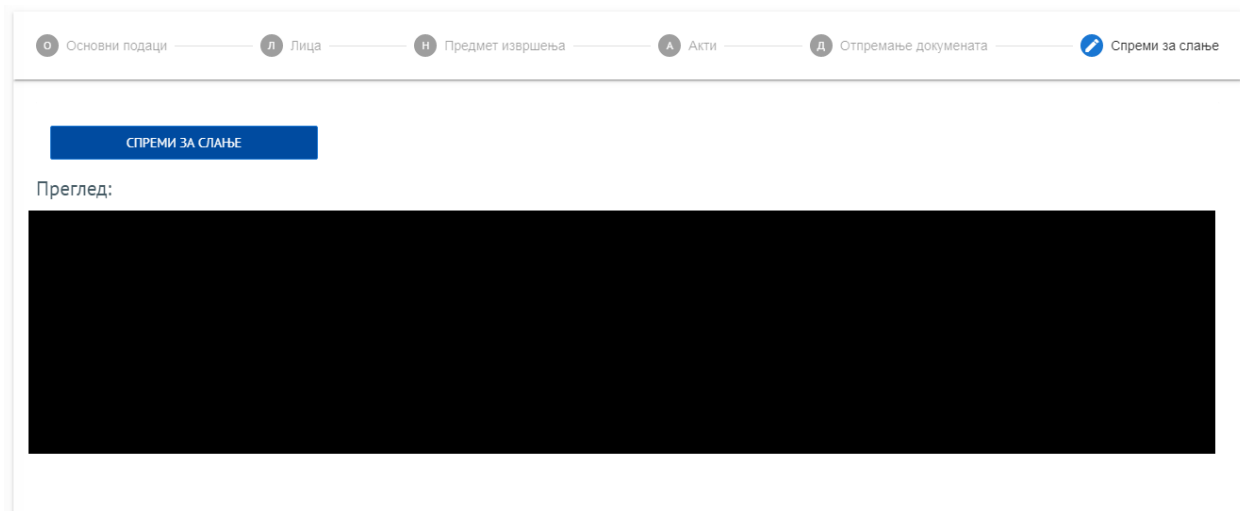 О Основни подаци Л Лица Н Предмет извршења А Акти Д Отпремање докумената Спреми за слање
СПРЕМИ ЗА СЛАЊЕ
Преглед: